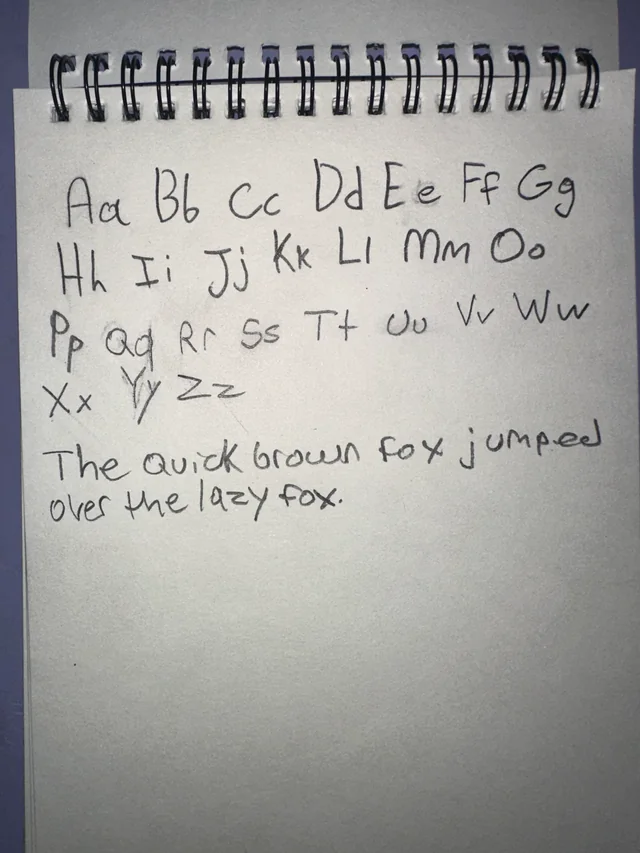 Aa Bb Cc Dd Ee Ff Gg
Hh Ii Jj Kk Ll Mm Oo
Pp Qq Rr Ss Tt Uu Vv Ww
Xx Yy Zz
The quick brown fox jumped
over the lazy fox.